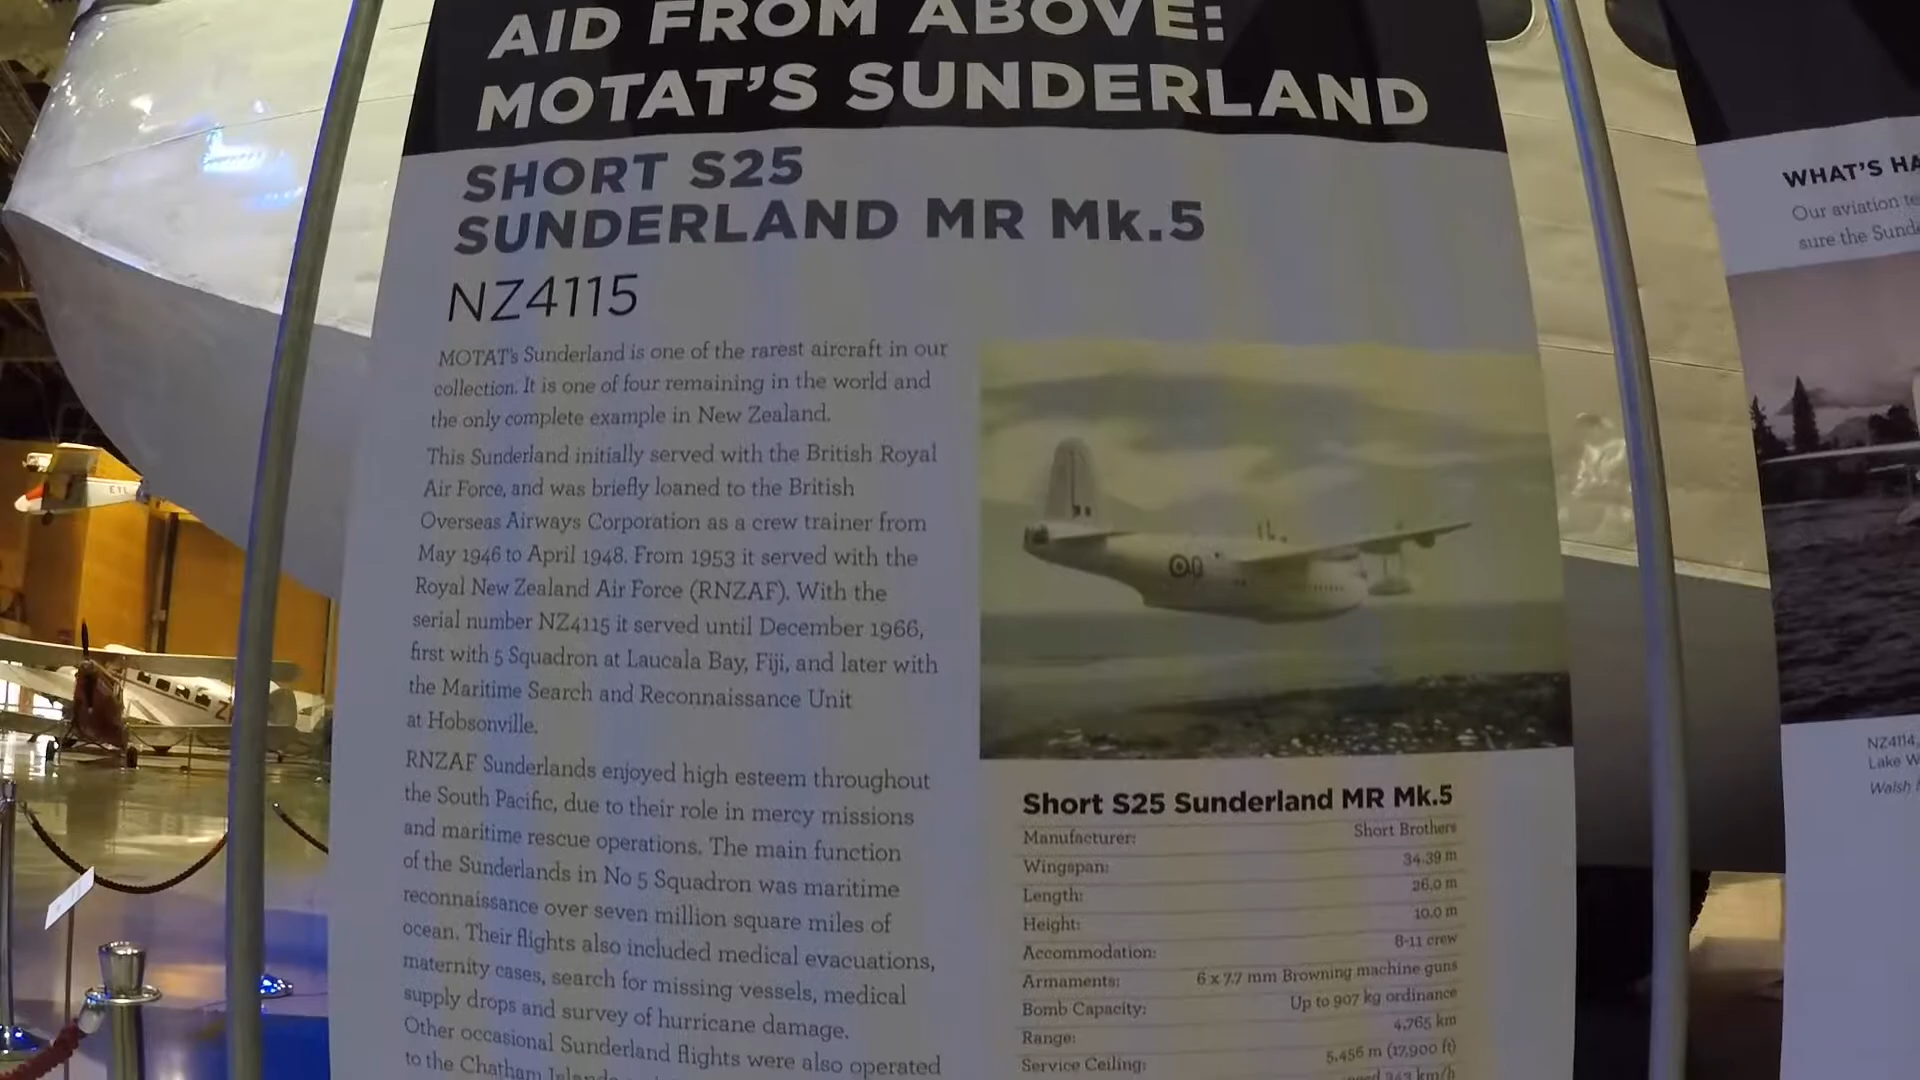 AID FROM ABOVE:
MOTAT'S SUNDERLAND
SHORT S25
SUNDERLAND MR Mk.5
NZ4115
MOTAT's Sunderland is one of the rarest aircraft in our
collection. It is one of four remaining in the world and
the only complete example in New Zealand.
This Sunderland initially served with the British Royal
Air Force, and was briefly loaned to the British
Overseas Airways Corporation as a crew trainer from
May 1946 to April 1948. From 1953 it served with the
Royal New Zealand Air Force (RNZAF). With the
serial number NZ4115 it served until December 1966,
first with 5 Squadron at Laucala Bay, Fiji, and later with
the Maritime Search and Reconnaissance Unit
at Hobsonville.
RNZAF Sunderlands enjoyed high esteem throughout
the South Pacific, due to their role in mercy missions
and maritime rescue operations. The main function
of the Sunderlands in No 5 Squadron was maritime
reconnaissance over seven million square miles of
ocean. Their flights also included medical evacuations,
maternity cases, search for missing vessels, medical
supply drops and survey of hurricane damage.
Other occasional Sunderland flights were also operated
to the Chatham Islands
Short S25 Sunderland MR Mk.5
Manufacturer: Short Brothers
Wingspan: 34.39 m
Length: 26.0 m
Height: 10.0 m
Accommodation: 8-11 crew
Armaments: 6 x 7.7 mm Browning machine guns
Bomb Capacity: Up to 907 kg ordinance
Range: 4,765 km
Service Ceiling: 5,456 m (17,900 ft)
343 km/h
WHAT'S HA
Our aviation te
sure the Sunde
NZ4114,
Lake W
Walsh